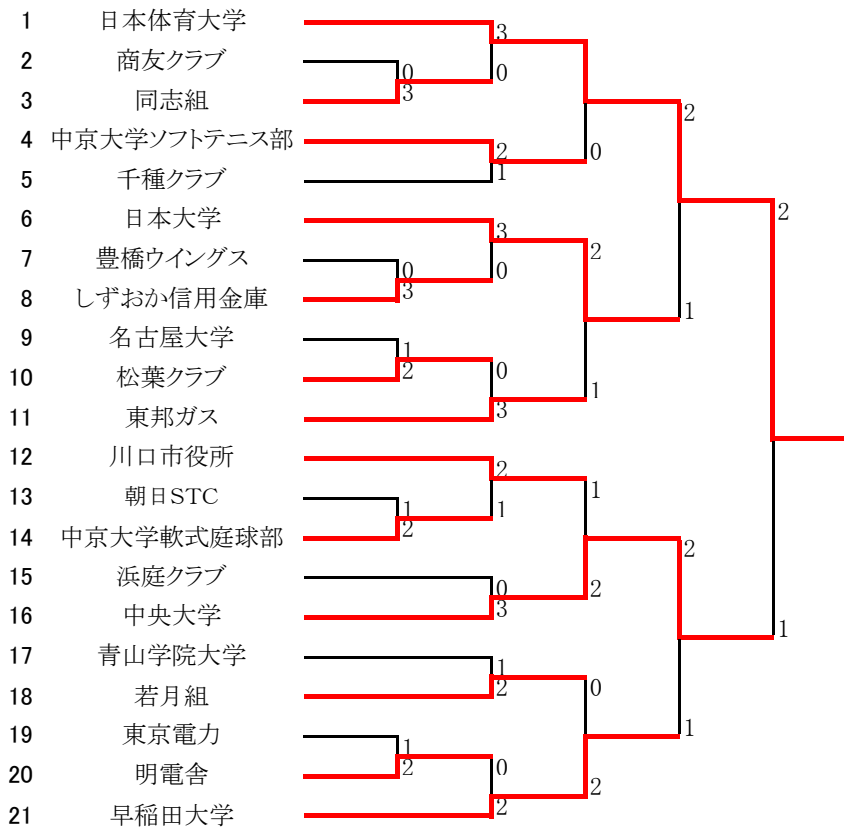 1 日本体育大学 3
2 商友クラブ 0 0
3 同志組 3 2
4 中京大学ソフトテニス部 2 0
5 千種クラブ 1
6 日本大学 3 2
7 豊橋ウイングス 0 0 2
8 しずおか信用金庫 3 1
9 名古屋大学 1
10 松葉クラブ 2 0 1
11 東邦ガス 3
12 川口市役所 2 1
13 朝日STC 1 1
14 中京大学軟式庭球部 2 2
15 浜庭クラブ 0 2
16 中央大学 3 1
17 青山学院大学 1
18 若月組 2 0 1
19 東京電力 1
20 明電舎 2 0 2
21 早稲田大学 2